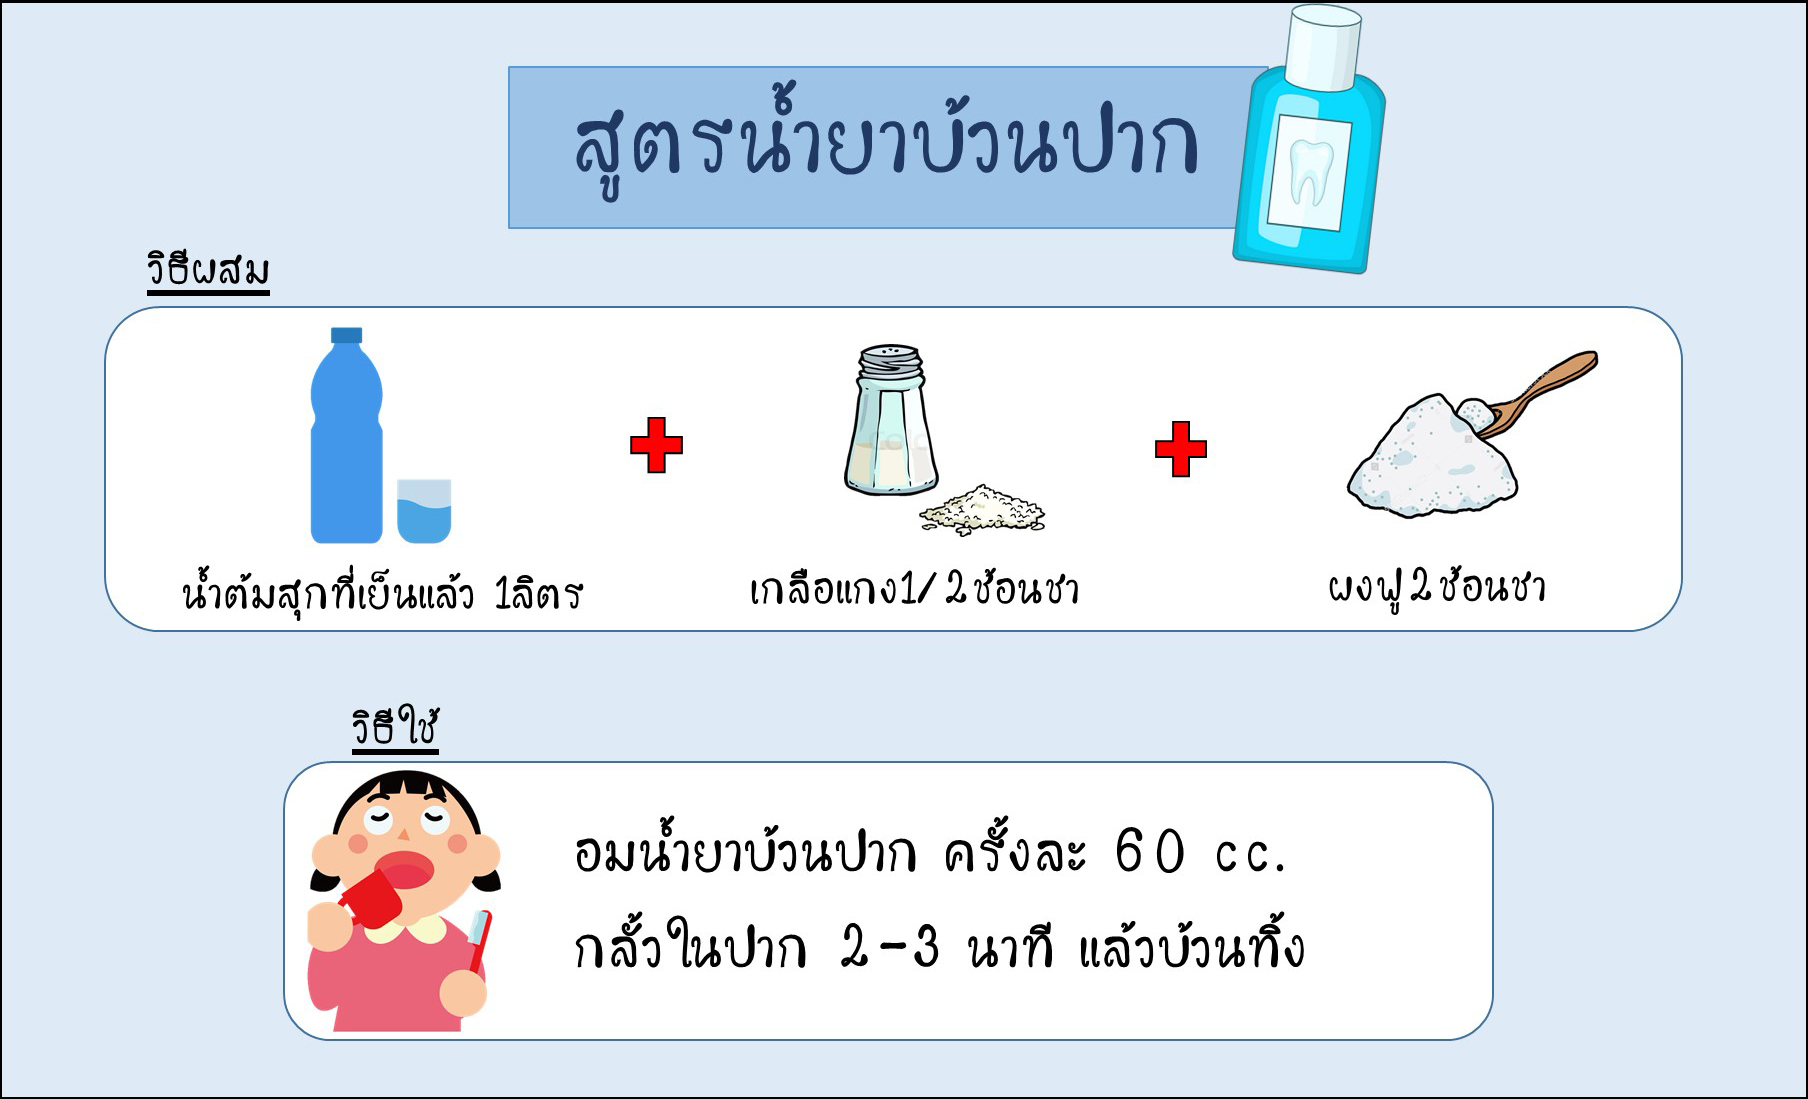 สูตรน้ำยาบ้วนปาก
วิธีผสม
น้ำต้มสุกที่เย็นแล้ว 1ลิตร
เกลือแกง1/2ช้อนชา
ผงฟู2ช้อนชา
วิธีใช้
อมน้ำยาบ้วนปาก ครั้งละ 60 cc.
กลั้วในปาก 2-3 นาที แล้วบ้วนทิ้ง